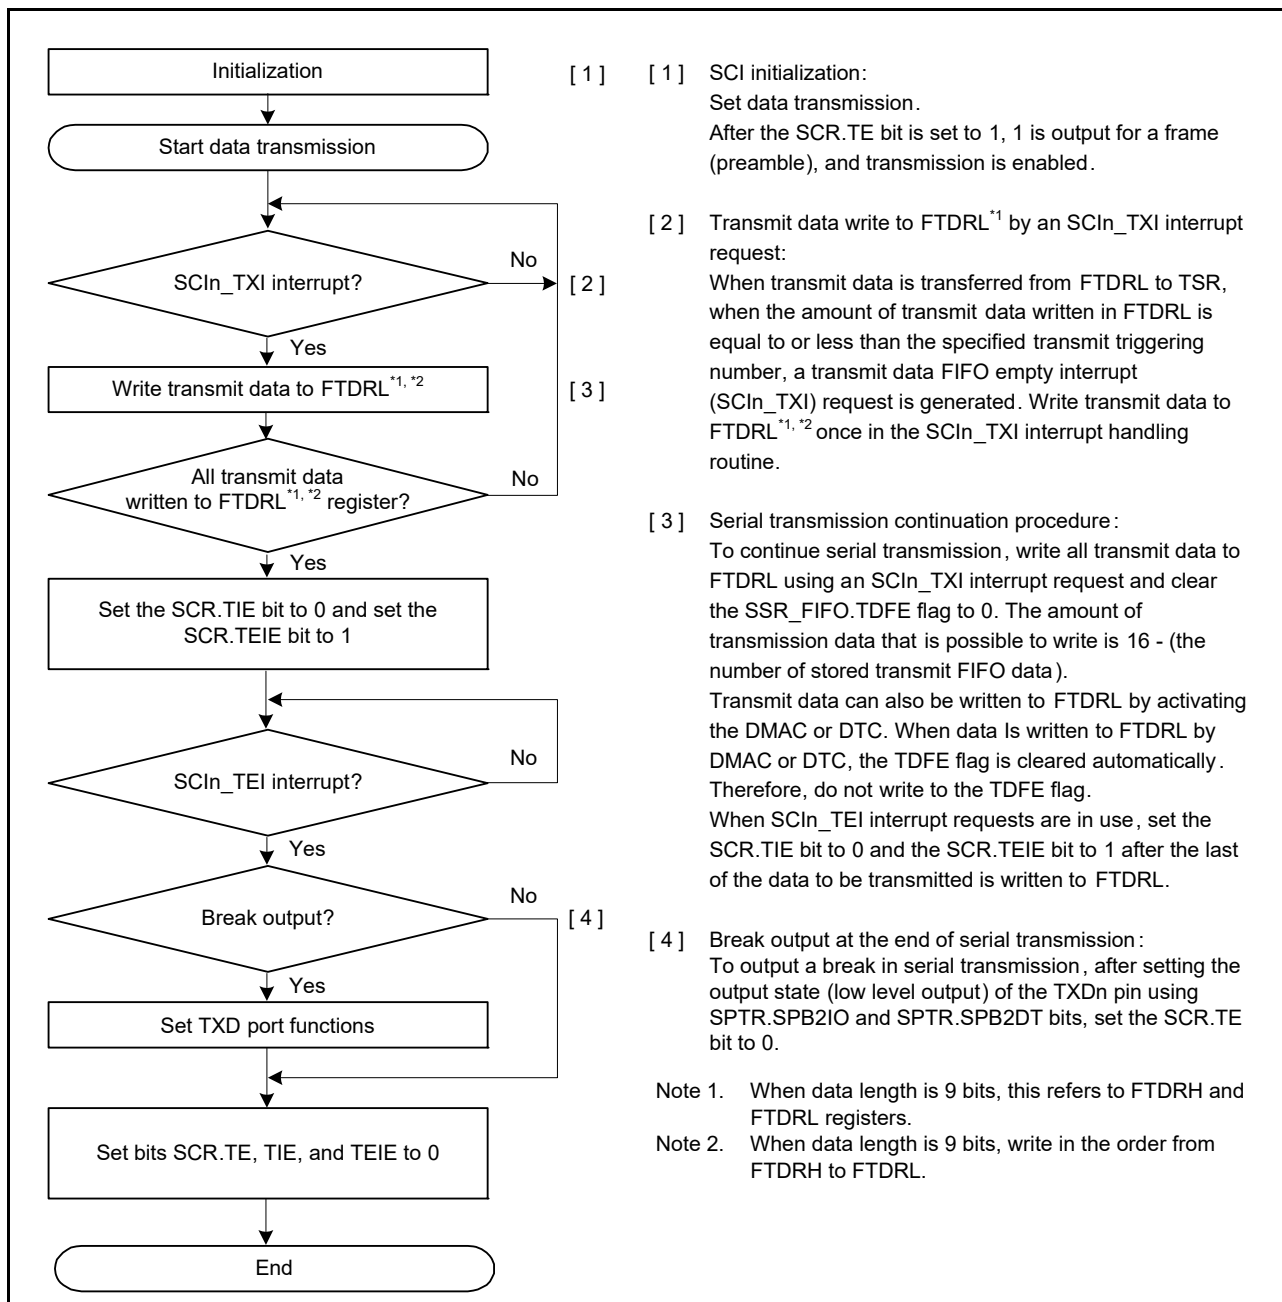 Initialization
[ 1 ]
Start data transmission
SCIn_TXI interrupt?
No
[ 2 ]
Yes
Write transmit data to FTDRL*1, *2
[ 3 ]
All transmit data
written to FTDRL*1, *2 register?
No
Yes
Set the SCR.TIE bit to 0 and set the
SCR.TEIE bit to 1
SCIn_TEI interrupt?
No
Yes
Break output?
No
[ 4 ]
Yes
Set TXD port functions
Set bits SCR.TE, TIE, and TEIE to 0
End
[ 1 ] SCI initialization:
Set data transmission.
After the SCR.TE bit is set to 1, 1 is output for a frame
(preamble), and transmission is enabled.
[ 2 ] Transmit data write to FTDRL*1 by an SCIn_TXI interrupt
request:
When transmit data is transferred from FTDRL to TSR,
when the amount of transmit data written in FTDRL is
equal to or less than the specified transmit triggering
number, a transmit data FIFO empty interrupt
(SCIn_TXI) request is generated. Write transmit data to
FTDRL*1, *2 once in the SCIn_TXI interrupt handling
routine.
[ 3 ] Serial transmission continuation procedure:
To continue serial transmission, write all transmit data to
FTDRL using an SCIn_TXI interrupt request and clear
the SSR_FIFO.TDFE flag to 0. The amount of
transmission data that is possible to write is 16 - (the
number of stored transmit FIFO data).
Transmit data can also be written to FTDRL by activating
the DMAC or DTC. When data Is written to FTDRL by
DMAC or DTC, the TDFE flag is cleared automatically.
Therefore, do not write to the TDFE flag.
When SCIn_TEI interrupt requests are in use, set the
SCR.TIE bit to 0 and the SCR.TEIE bit to 1 after the last
of the data to be transmitted is written to FTDRL.
[ 4 ] Break output at the end of serial transmission:
To output a break in serial transmission, after setting the
output state (low level output) of the TXDn pin using
SPTR.SPB2IO and SPTR.SPB2DT bits, set the SCR.TE
bit to 0.
Note 1. When data length is 9 bits, this refers to FTDRH and
FTDRL registers.
Note 2. When data length is 9 bits, write in the order from
FTDRH to FTDRL.